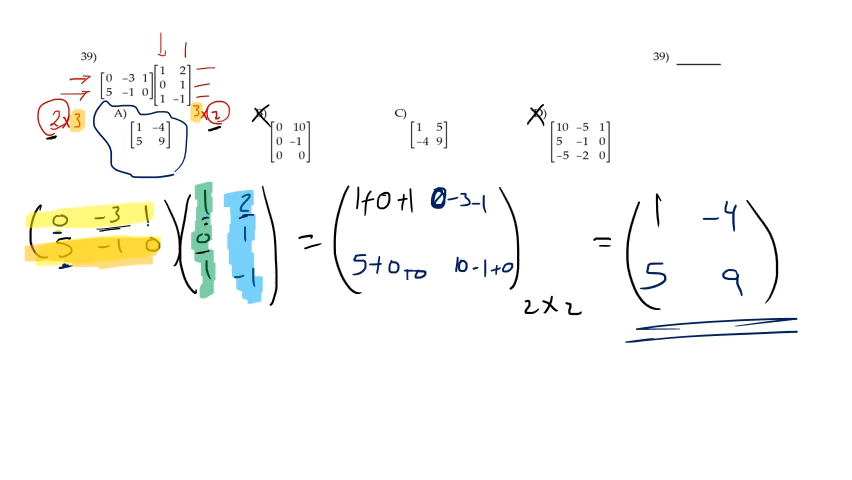 39)
39) ______
[0 -3 1] [1 2]
[5 -1 0] [0 1]
[1 -1]
2x3 3x2
A) [1 -4]
[5 9]
B) [0 10]
[0 -1]
[0 0]
C) [1 5]
[-4 9]
D) [10 -5 1]
[5 -1 0]
[-5 -2 0]
(0 -3 1) (1 2) = (1+0+1 0-3-1) = (1 -4)
(5 -1 0) (0 1) (5+0+0 10-1+0) (5 9)
(1 -1)
2x2